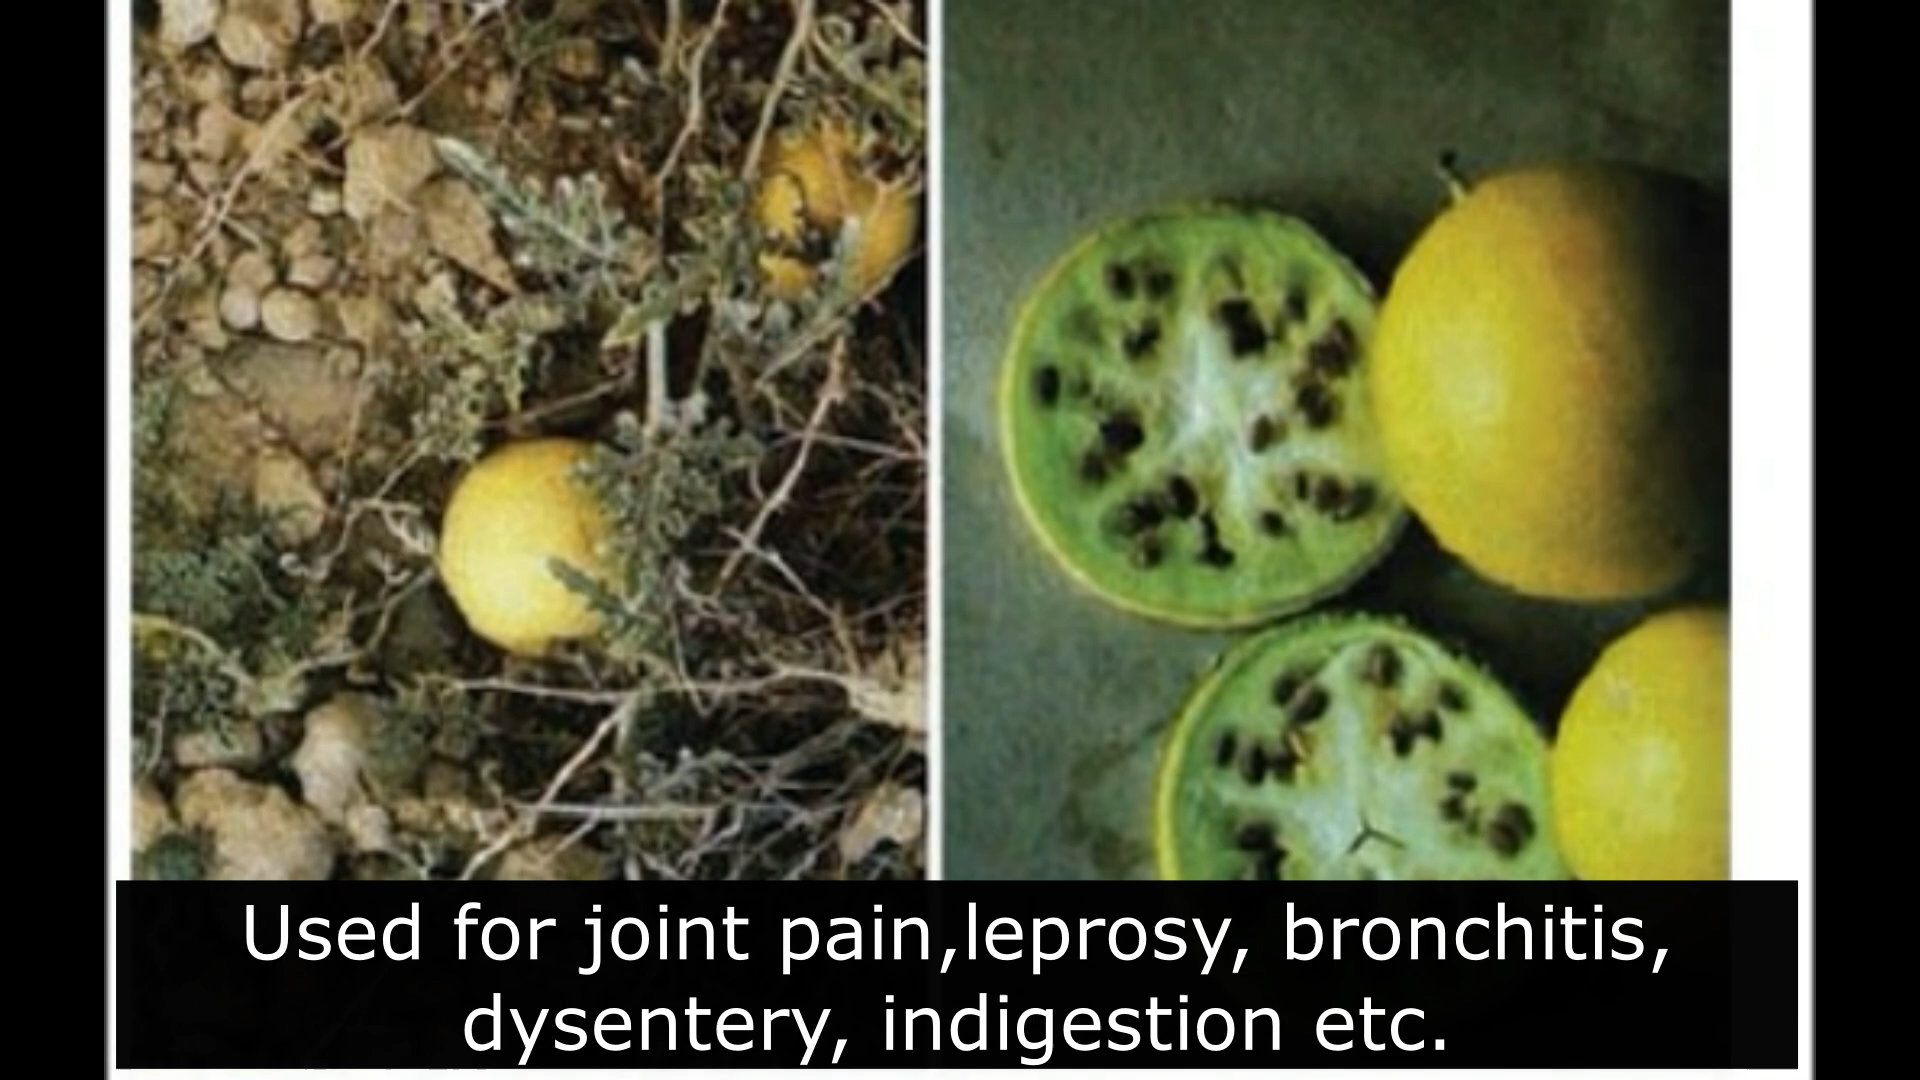 Used for joint pain,leprosy, bronchitis,
dysentery, indigestion etc.